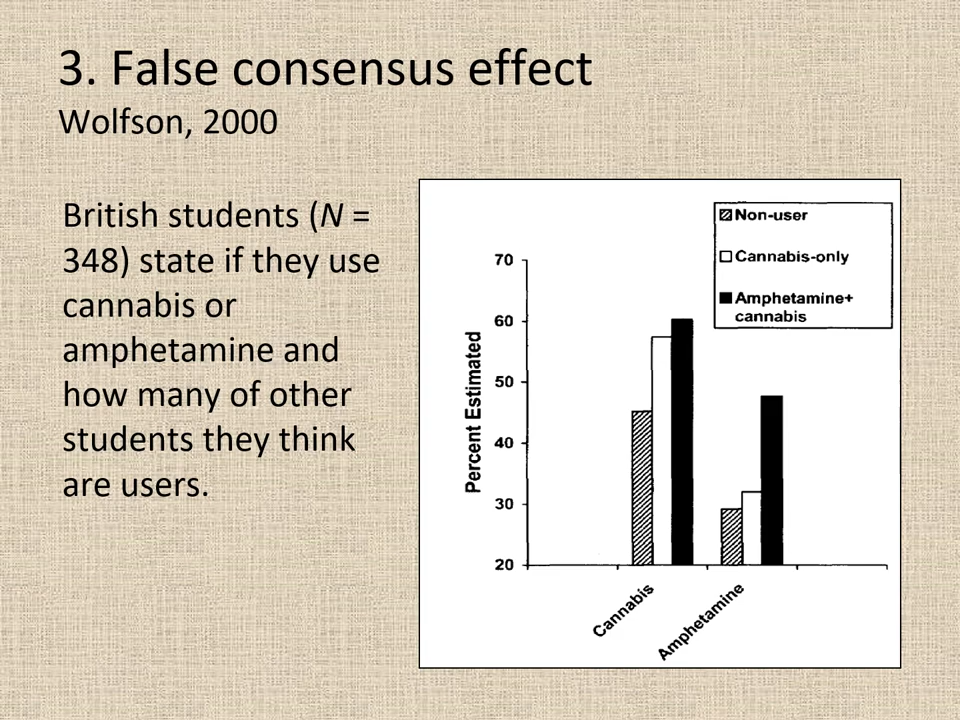 3. False consensus effect
Wolfson, 2000
British students (N =
348) state if they use
cannabis or
amphetamine and
how many of other
students they think
are users.
Non-user
Cannabis-only
Amphetamine+
cannabis
Percent Estimated
70
60
50
40
30
20
Cannabis
Amphetamine